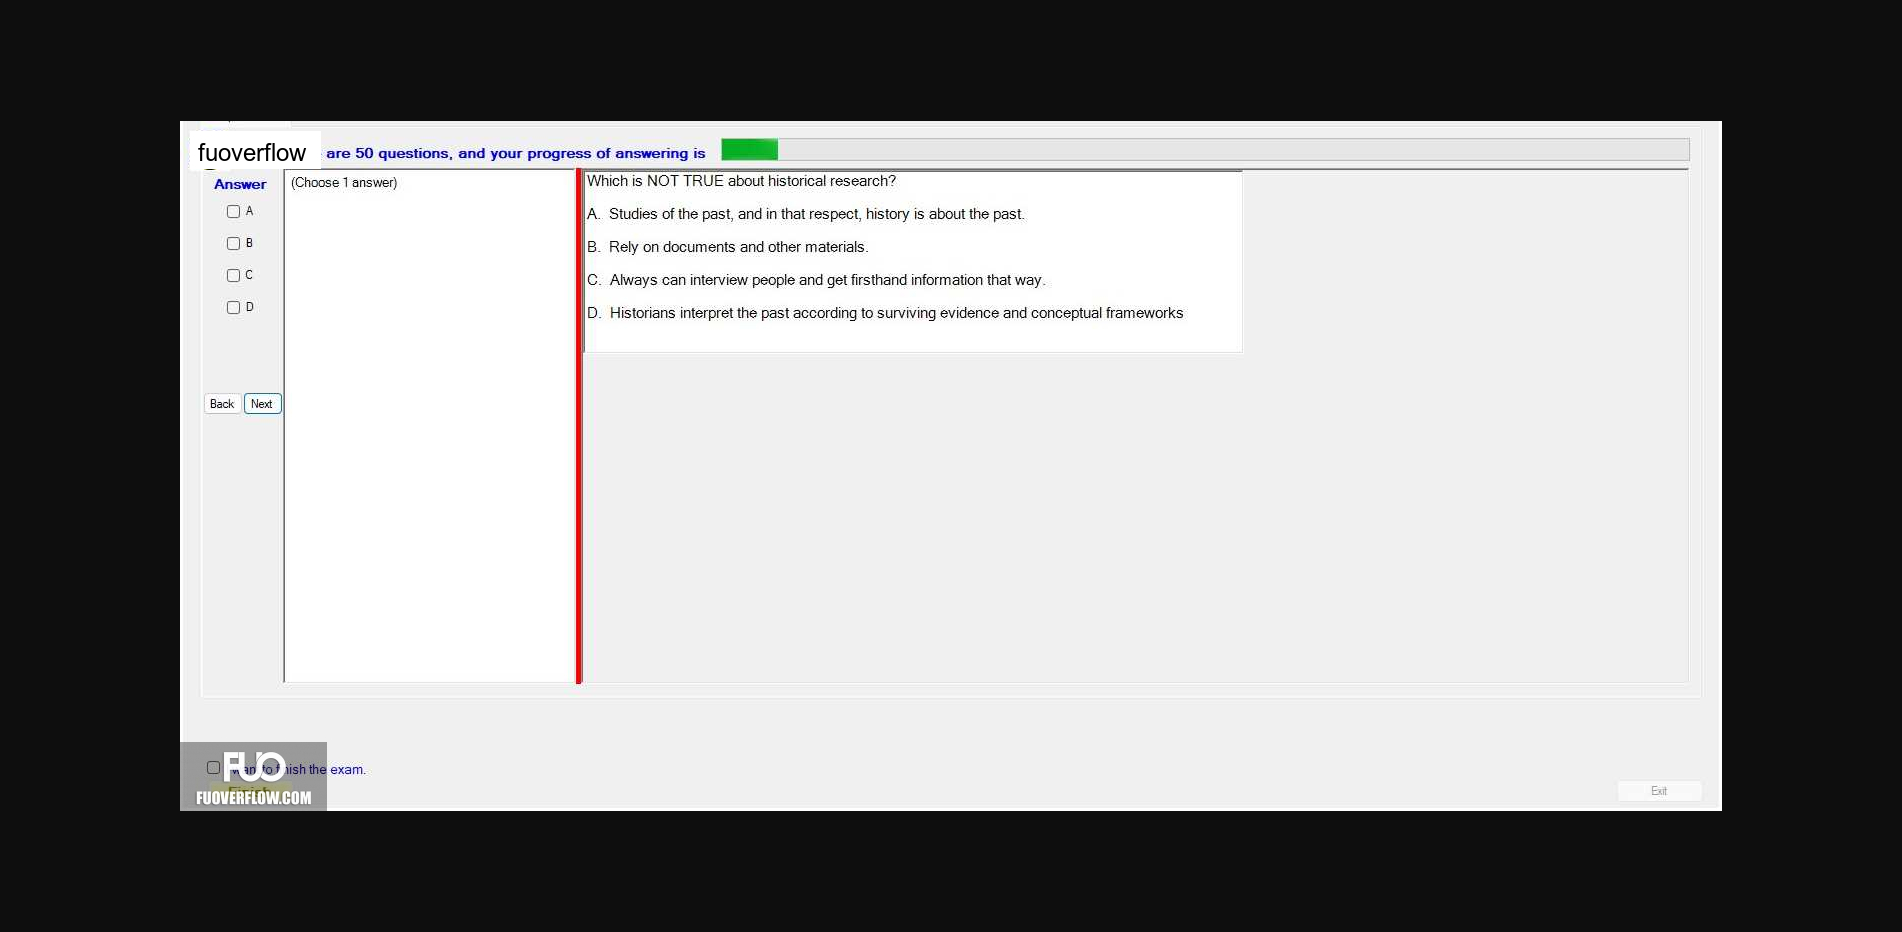 fuoverflow are 50 questions, and your progress of answering is
Answer
(Choose 1 answer)
A
B
C
D
Back Next
Which is NOT TRUE about historical research?
A. Studies of the past, and in that respect, history is about the past.
B. Rely on documents and other materials.
C. Always can interview people and get firsthand information that way.
D. Historians interpret the past according to surviving evidence and conceptual frameworks
want to finish the exam.
Finish
FUO
FUOVERFLOW.COM
Exit